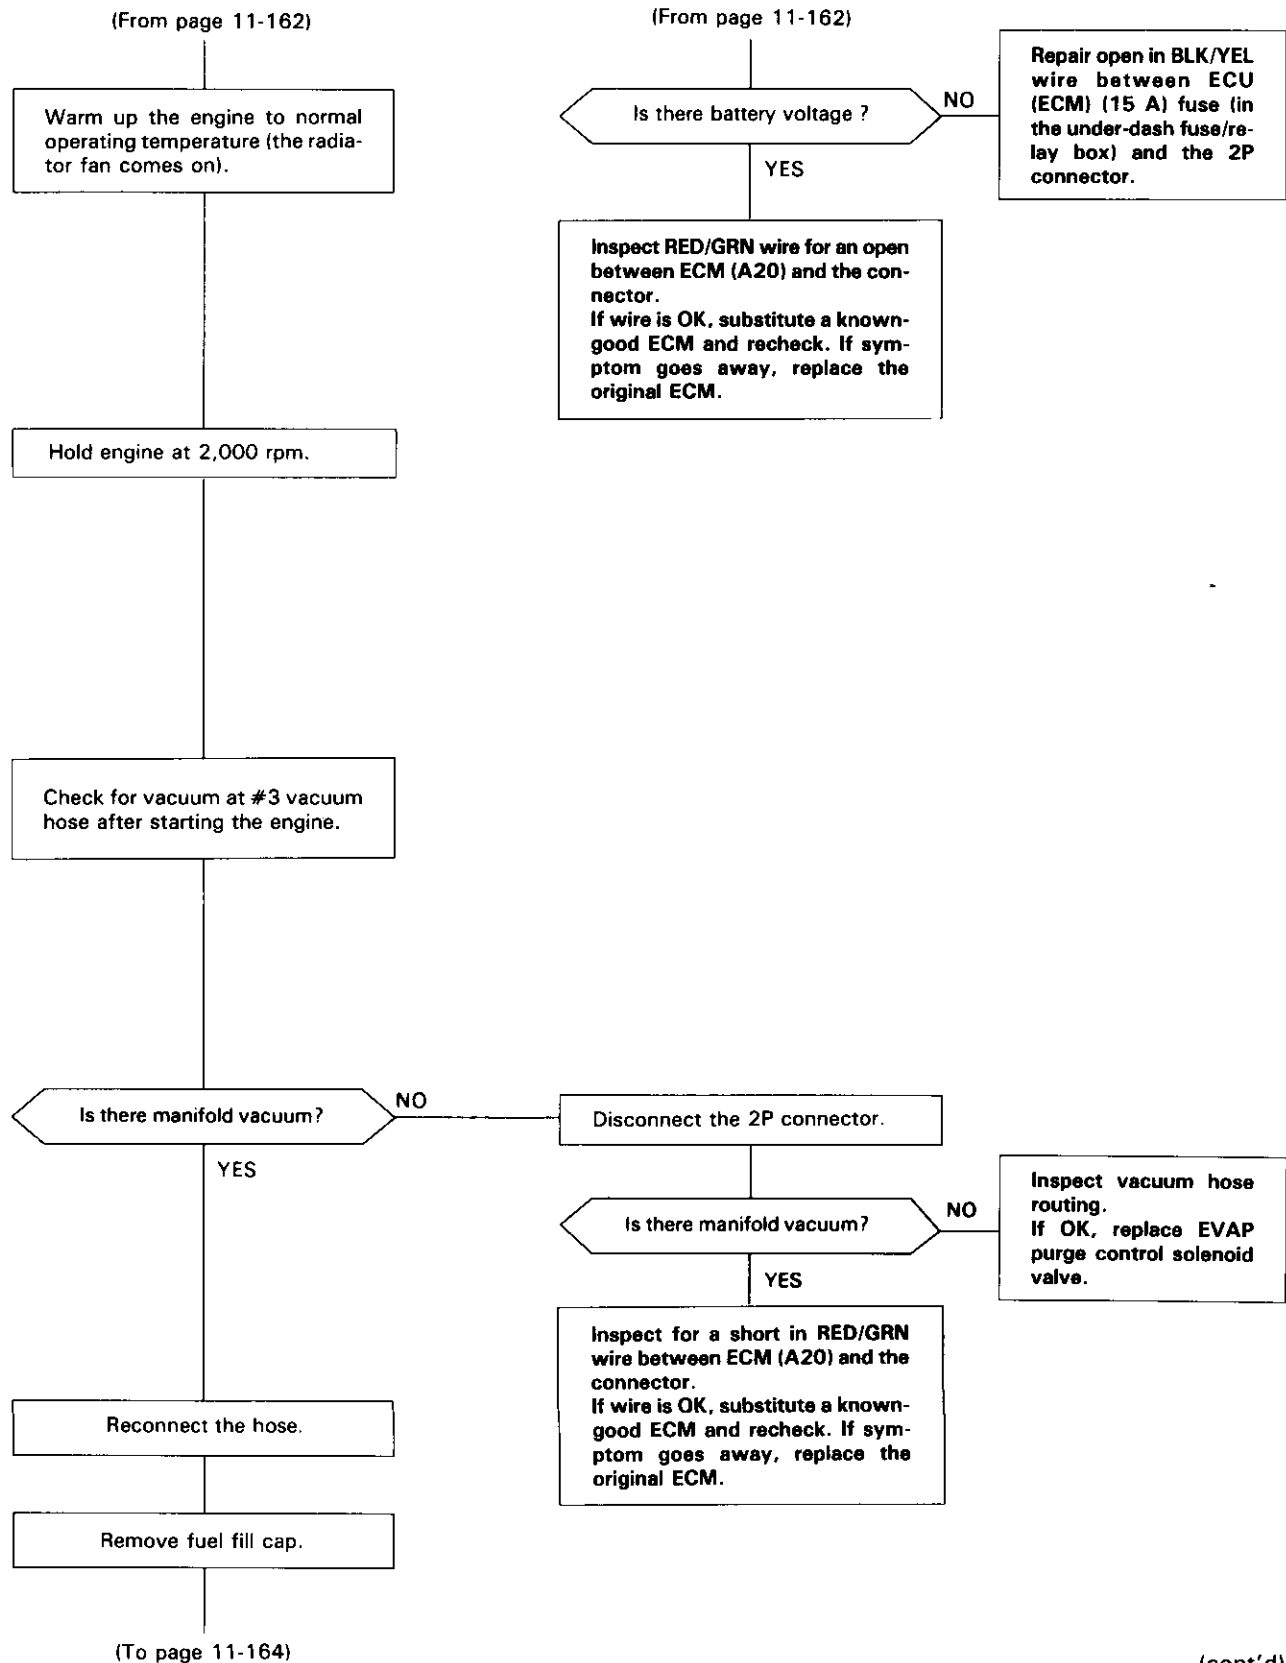 (From page 11-162)
Warm up the engine to normal
operating temperature (the radia-
tor fan comes on).
Hold engine at 2,000 rpm.
Check for vacuum at #3 vacuum
hose after starting the engine.
Is there manifold vacuum?
NO
YES
Reconnect the hose.
Remove fuel fill cap.
(To page 11-164)
(From page 11-162)
Is there battery voltage ?
NO
YES
Repair open in BLK/YEL
wire between ECU
(ECM) (15 A) fuse (in
the under-dash fuse/re-
lay box) and the 2P
connector.
Inspect RED/GRN wire for an open
between ECM (A20) and the con-
nector.
If wire is OK, substitute a known-
good ECM and recheck. If sym-
ptom goes away, replace the
original ECM.
Disconnect the 2P connector.
Is there manifold vacuum?
NO
YES
Inspect vacuum hose
routing.
If OK, replace EVAP
purge control solenoid
valve.
Inspect for a short in RED/GRN
wire between ECM (A20) and the
connector.
If wire is OK, substitute a known-
good ECM and recheck. If sym-
ptom goes away, replace the
original ECM.
(cont'd)